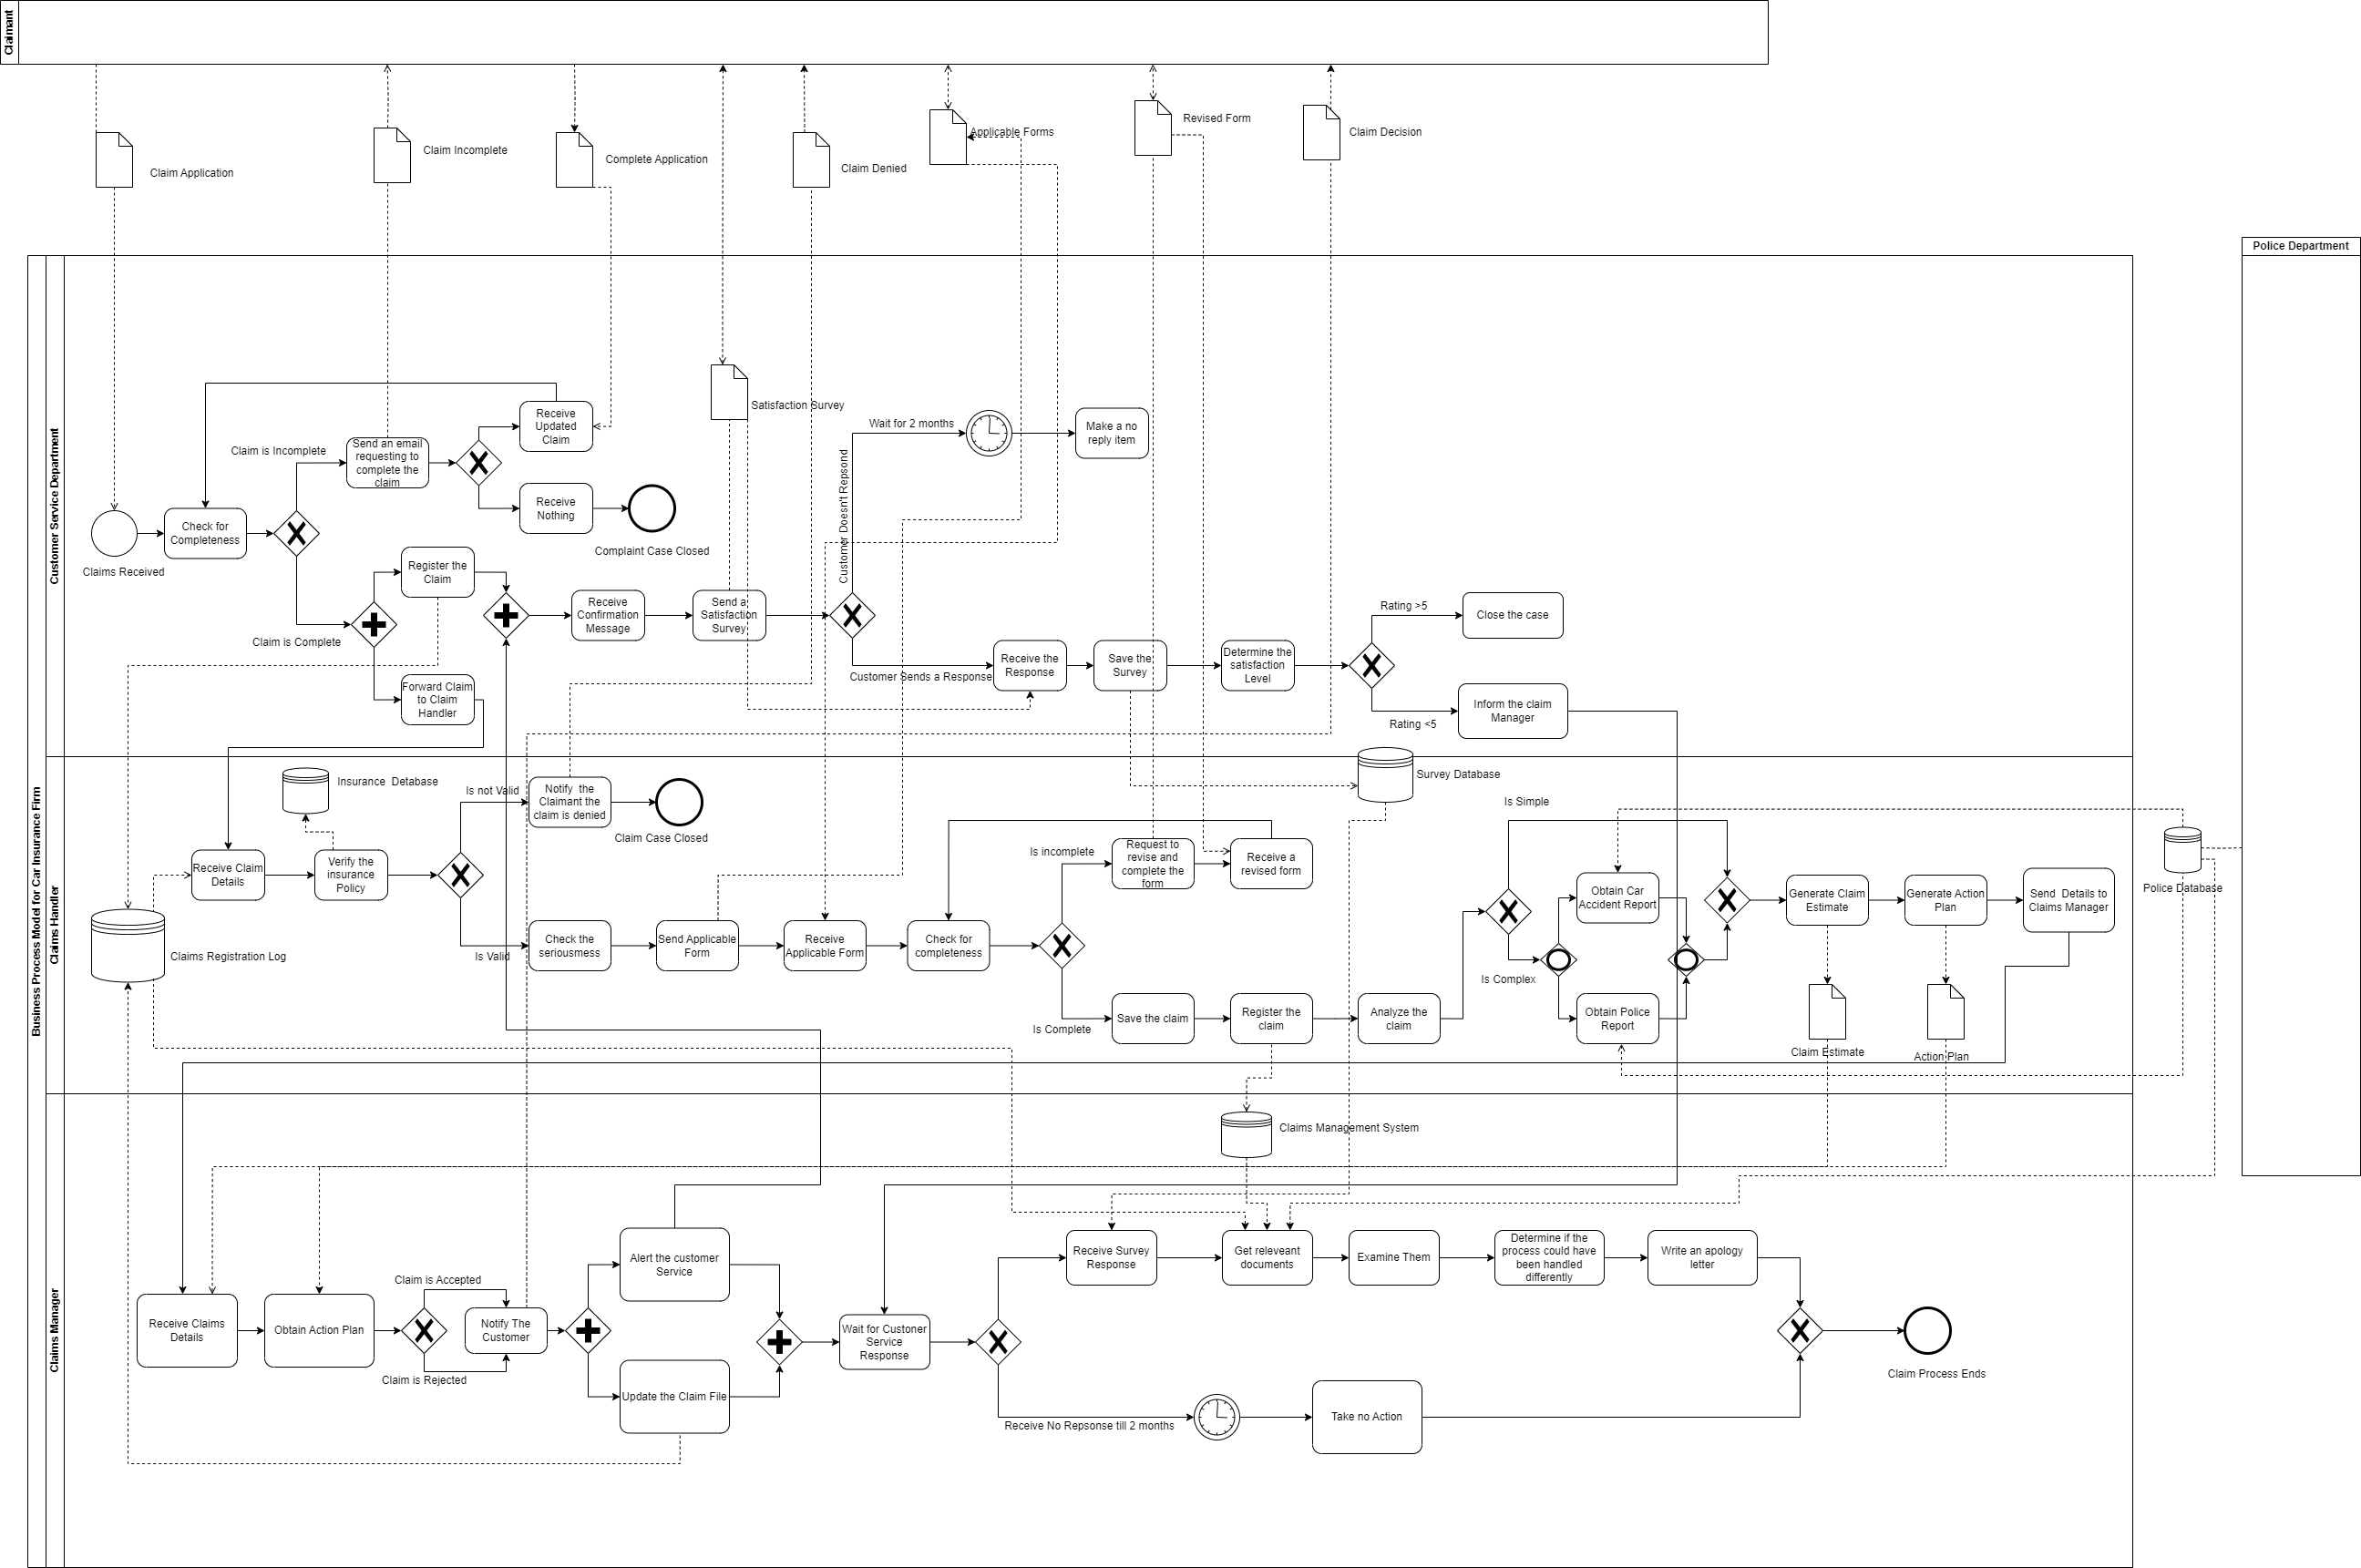 Claimant
Claim Application
Claim Incomplete
Complete Application
Claim Denied
Applicable Forms
Revised Form
Claim Decision
Police Department
Business Process Model for Car Insurance Firm
Customer Service Department
Satisfaction Survey
Claims Received
Check for
Completeness
Claim is Incomplete
Claim is Complete
Send an email
requesting to
complete the
claim
Receive
Updated
Claim
Receive
Nothing
Complaint Case Closed
Register the
Claim
Forward Claim
to Claim
Handler
Receive
Confirmation
Message
Send a
Satisfaction
Survey
Customer Doesn't Repsond
Wait for 2 months
Make a no
reply item
Customer Sends a Response
Receive the
Response
Save the
Survey
Determine the
satisfaction
Level
Rating >5
Close the case
Rating <5
Inform the claim
Manager
Claims Handler
Insurance  Database
Claims Registration Log
Receive Claim
Details
Verify the
insurance
Policy
Is not Valid
Notify  the
Claimant the
claim is denied
Claim Case Closed
Is Valid
Check the
seriousmess
Send Applicable
Form
Receive
Applicable Form
Check for
completeness
Is incomplete
Request to
revise and
complete the
form
Receive a
revised form
Is Complete
Save the claim
Register the
claim
Analyze the
claim
Survey Database
Is Simple
Is Complex
Obtain Car
Accident Report
Obtain Police
Report
Generate Claim
Estimate
Generate Action
Plan
Send  Details to
Claims Manager
Claim Estimate
Action Plan
Police Database
Claims Manager
Claims Management System
Receive Claims
Details
Obtain Action Plan
Claim is Accepted
Claim is Rejected
Notify The
Customer
Alert the customer
Service
Update the Claim File
Wait for Custoner
Service
Response
Receive Survey
Response
Get releveant
documents
Examine Them
Determine if the
process could have
been handled
differently
Write an apology
letter
Receive No Repsonse till 2 months
Take no Action
Claim Process Ends